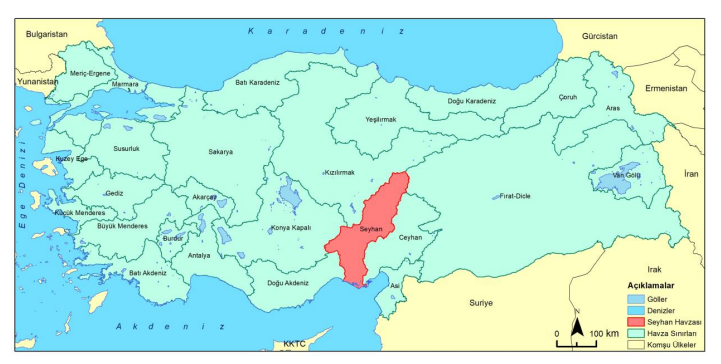 K a r a d e n i z
Bulgaristan
Gürcistan
Yunanistan
Meriç-Ergene
Marmara
Batı Karadeniz
Doğu Karadeniz
Çoruh
Ermenistan
Aras
Yeşilırmak
Kuzey Ege
Susurluk
Sakarya
Kızılırmak
Van Gölü
İran
Ege Denizi
Gediz
Akarçay
Fırat-Dicle
Küçük Menderes
Büyük Menderes
Burdur
Konya Kapalı
Seyhan
Ceyhan
Antalya
Batı Akdeniz
Doğu Akdeniz
Asi
Irak
Suriye
A k d e n i z
KKTC
N
0 100 km
Açıklamalar
Göller
Denizler
Seyhan Havzası
Havza Sınırları
Komşu Ülkeler